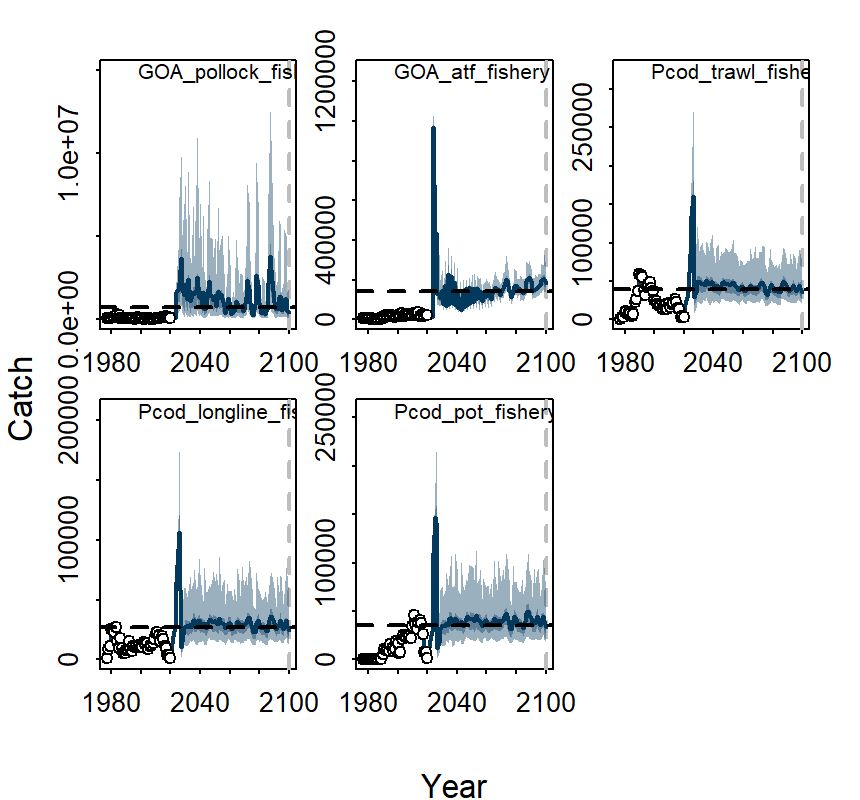 GOA_pollock_fis
GOA_atf_fishery
Pcod_trawl_fishe
0.0e+00 1.0e+07
0 400000 1200000
0 100000 250000
1980 2040 2100
1980 2040 2100
1980 2040 2100
Catch
Pcod_longline_fis
Pcod_pot_fishery
0 100000 200000
0 100000 250000
1980 2040 2100
1980 2040 2100
Year